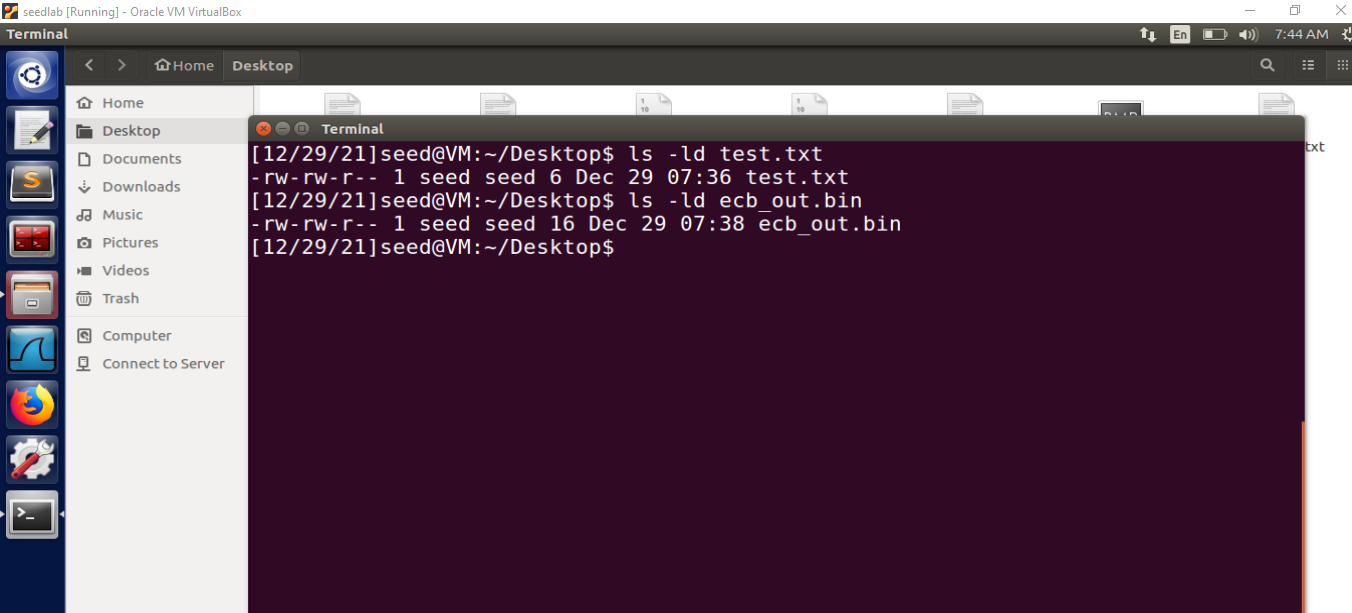 seedlab [Running] - Oracle VM VirtualBox
Terminal
En
7:44 AM
Home
Desktop
Home
Desktop
Documents
Downloads
Music
Pictures
Videos
Trash
Computer
Connect to Server
1
10
1
10
txt
Terminal
[12/29/21]seed@VM:~/Desktop$ ls -ld test.txt
-rw-rw-r-- 1 seed seed 6 Dec 29 07:36 test.txt
[12/29/21]seed@VM:~/Desktop$ ls -ld ecb_out.bin
-rw-rw-r-- 1 seed seed 16 Dec 29 07:38 ecb_out.bin
[12/29/21]seed@VM:~/Desktop$